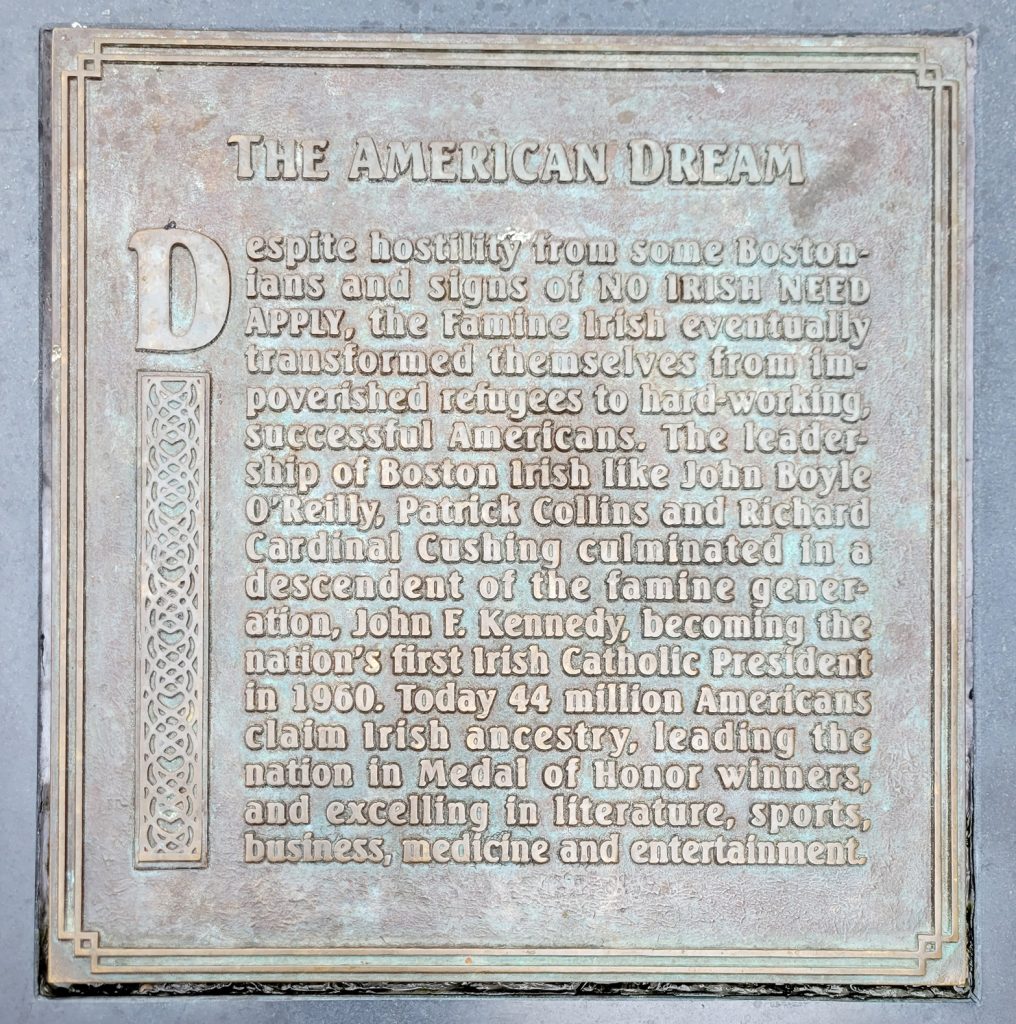 THE AMERICAN DREAM
Despite hostility from some Boston-
ians and signs of NO IRISH NEED
APPLY, the Famine Irish eventually
transformed themselves from im-
poverished refugees to hard-working,
successful Americans. The leader-
ship of Boston Irish like John Boyle
O'Reilly, Patrick Collins and Richard
Cardinal Cushing culminated in a
descendent of the famine gener-
ation, John F. Kennedy, becoming the
nation's first Irish Catholic President
in 1960. Today 44 million Americans
claim Irish ancestry, leading the
nation in Medal of Honor winners,
and excelling in literature, sports,
business, medicine and entertainment.